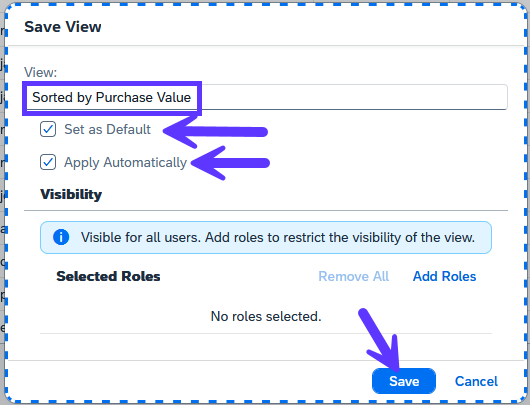 Save View
View:
Sorted by Purchase Value
Set as Default
Apply Automatically
Visibility
Visible for all users. Add roles to restrict the visibility of the view.
Selected Roles Remove All Add Roles
No roles selected.
Save Cancel